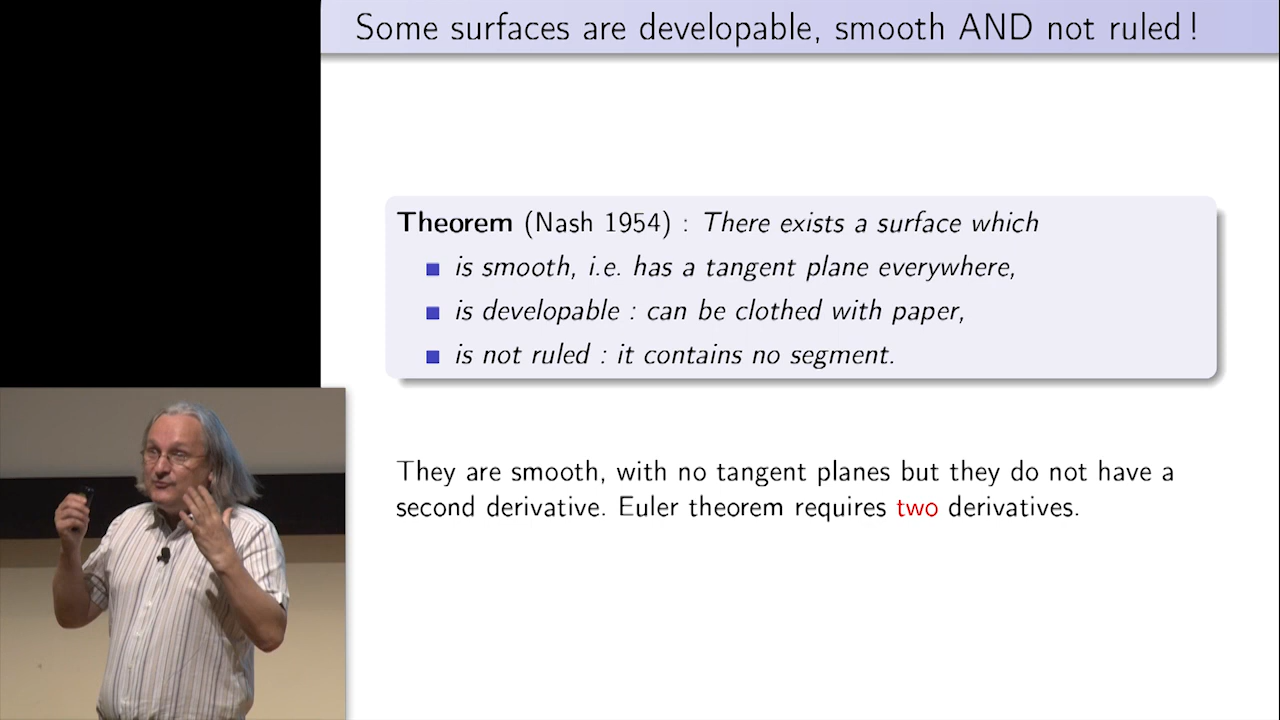 Some surfaces are developable, smooth AND not ruled !
Theorem (Nash 1954) : There exists a surface which
is smooth, i.e. has a tangent plane everywhere,
is developable : can be clothed with paper,
is not ruled : it contains no segment.
They are smooth, with no tangent planes but they do not have a
second derivative. Euler theorem requires two derivatives.